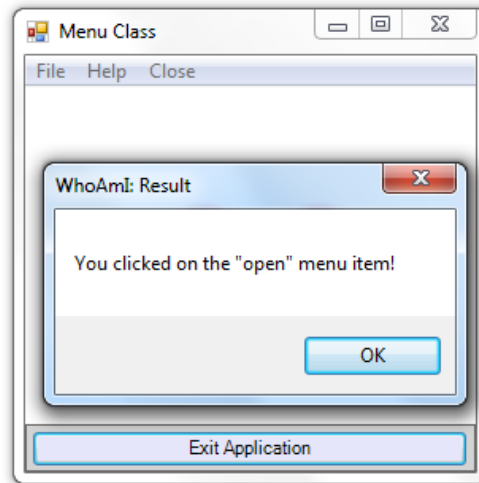 Menu Class
File Help Close
WhoAmI: Result
You clicked on the "open" menu item!
OK
Exit Application